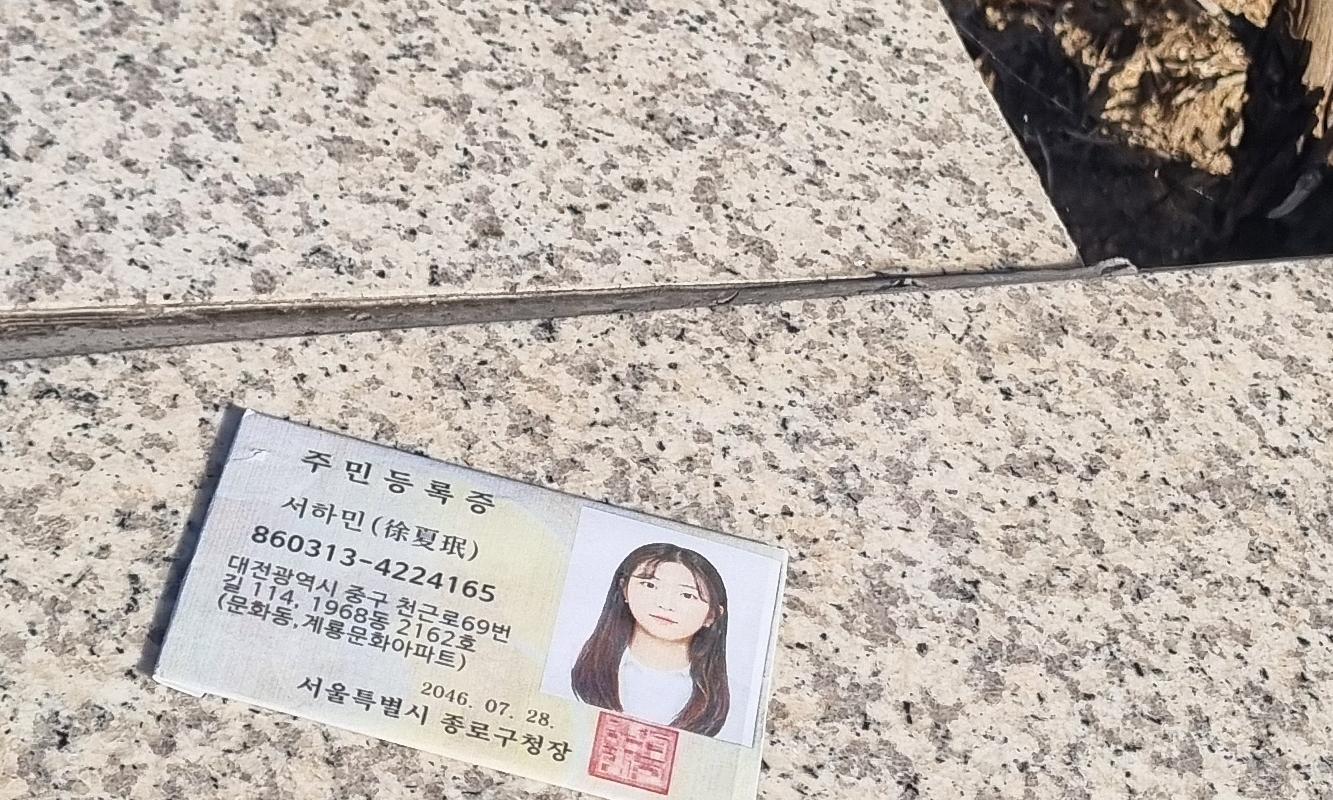 주민등록증
서하민(徐夏珉)
860313-4224165
대전광역시 중구 천근로69번
길 114, 1968동 2162호
(문화동,계룡문화아파트)
2046. 07. 28.
서울특별시 종로구청장